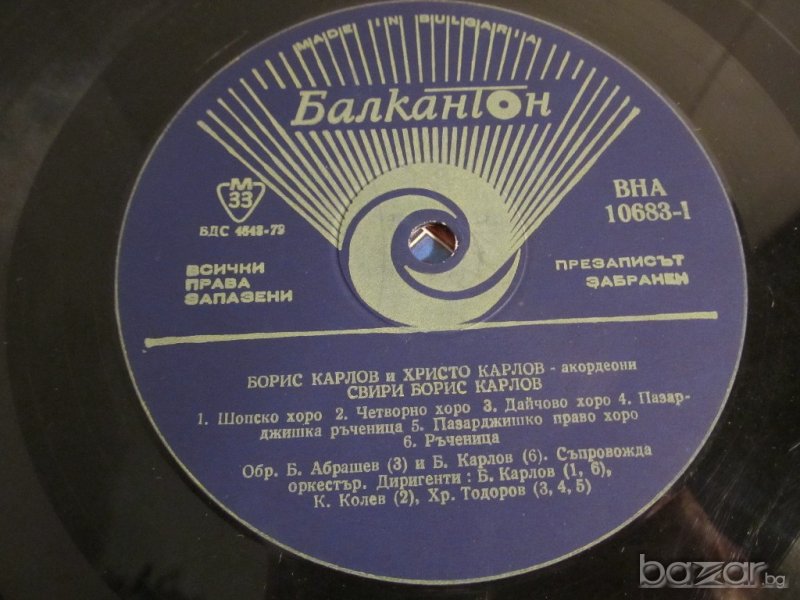 MADE IN BULGARIA
Балкантон
М
33
БДС 4643-79
ВНА
10683-1
ВСИЧКИ
ПРАВА
ЗАПАЗЕНИ
ПРЕЗАПИСЪТ
ЗАБРАНЕН
БОРИС КАРЛОВ и ХРИСТО КАРЛОВ - акордеони
СВИРИ БОРИС КАРЛОВ
1. Шопско хоро 2. Четворно хоро 3. Дайчово хоро 4. Пазар-
джишка ръченица 5. Пазарджишко право хоро
6. Ръченица
Обр. Б. Абрашев (3) и Б. Карлов (6). Съпровожда
оркестър. Диригенти: Б. Карлов (1, 6),
К. Колев (2), Хр. Тодоров (3, 4, 5)
bazar.bg